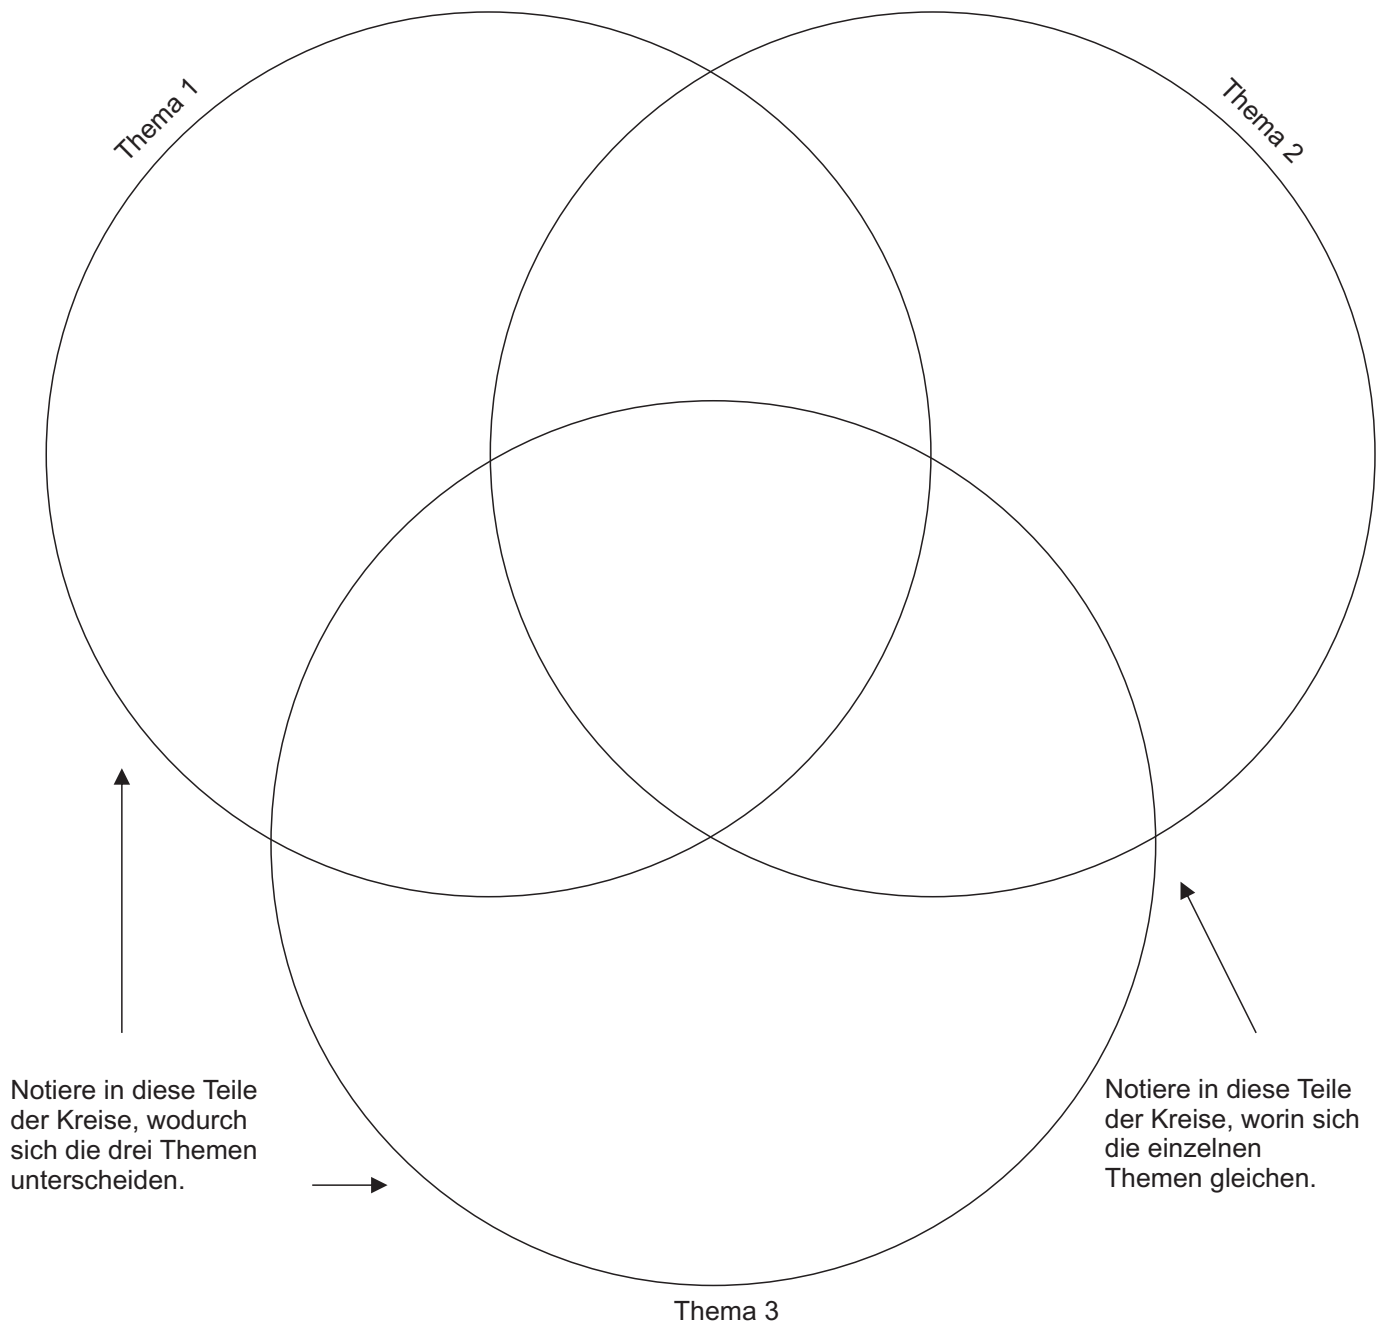 Thema 1
Thema 2
Notiere in diese Teile
der Kreise, wodurch
sich die drei Themen
unterscheiden.
Notiere in diese Teile
der Kreise, worin sich
die einzelnen
Themen gleichen.
Thema 3